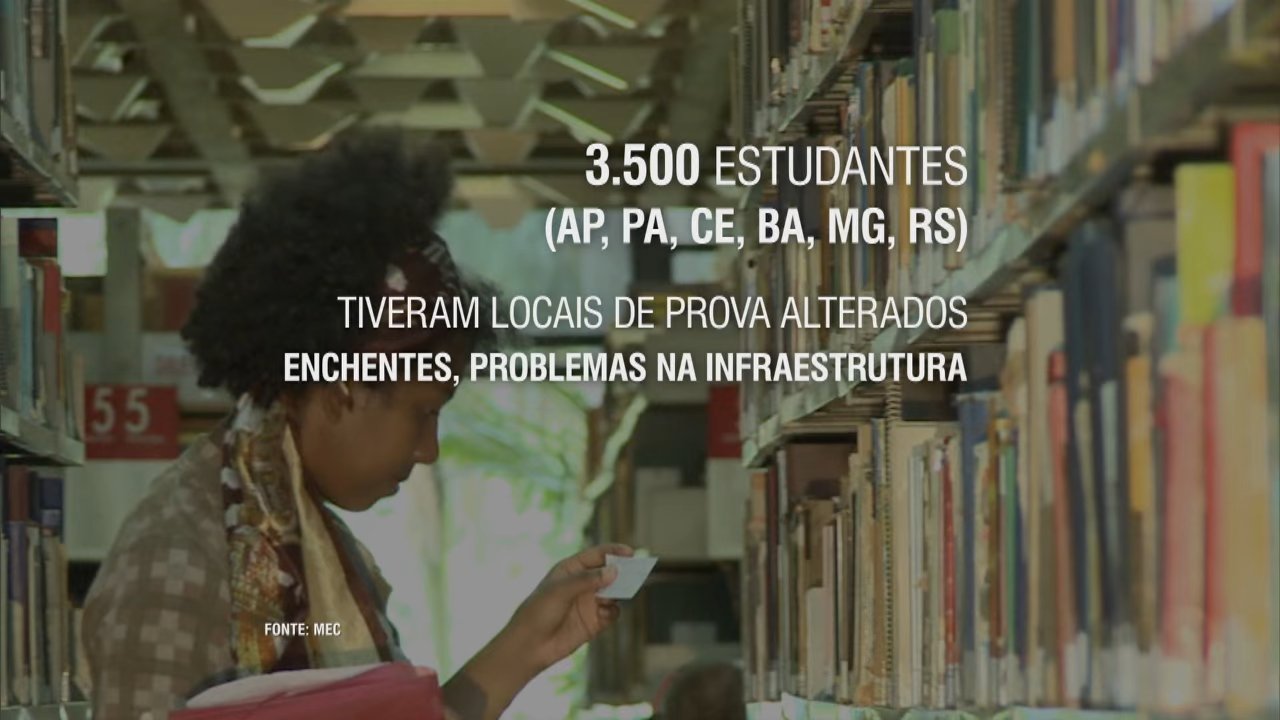 3.500 ESTUDANTES
(AP, PA, CE, BA, MG, RS)
TIVERAM LOCAIS DE PROVA ALTERADOS
ENCHENTES, PROBLEMAS NA INFRAESTRUTURA
55
FONTE: MEC